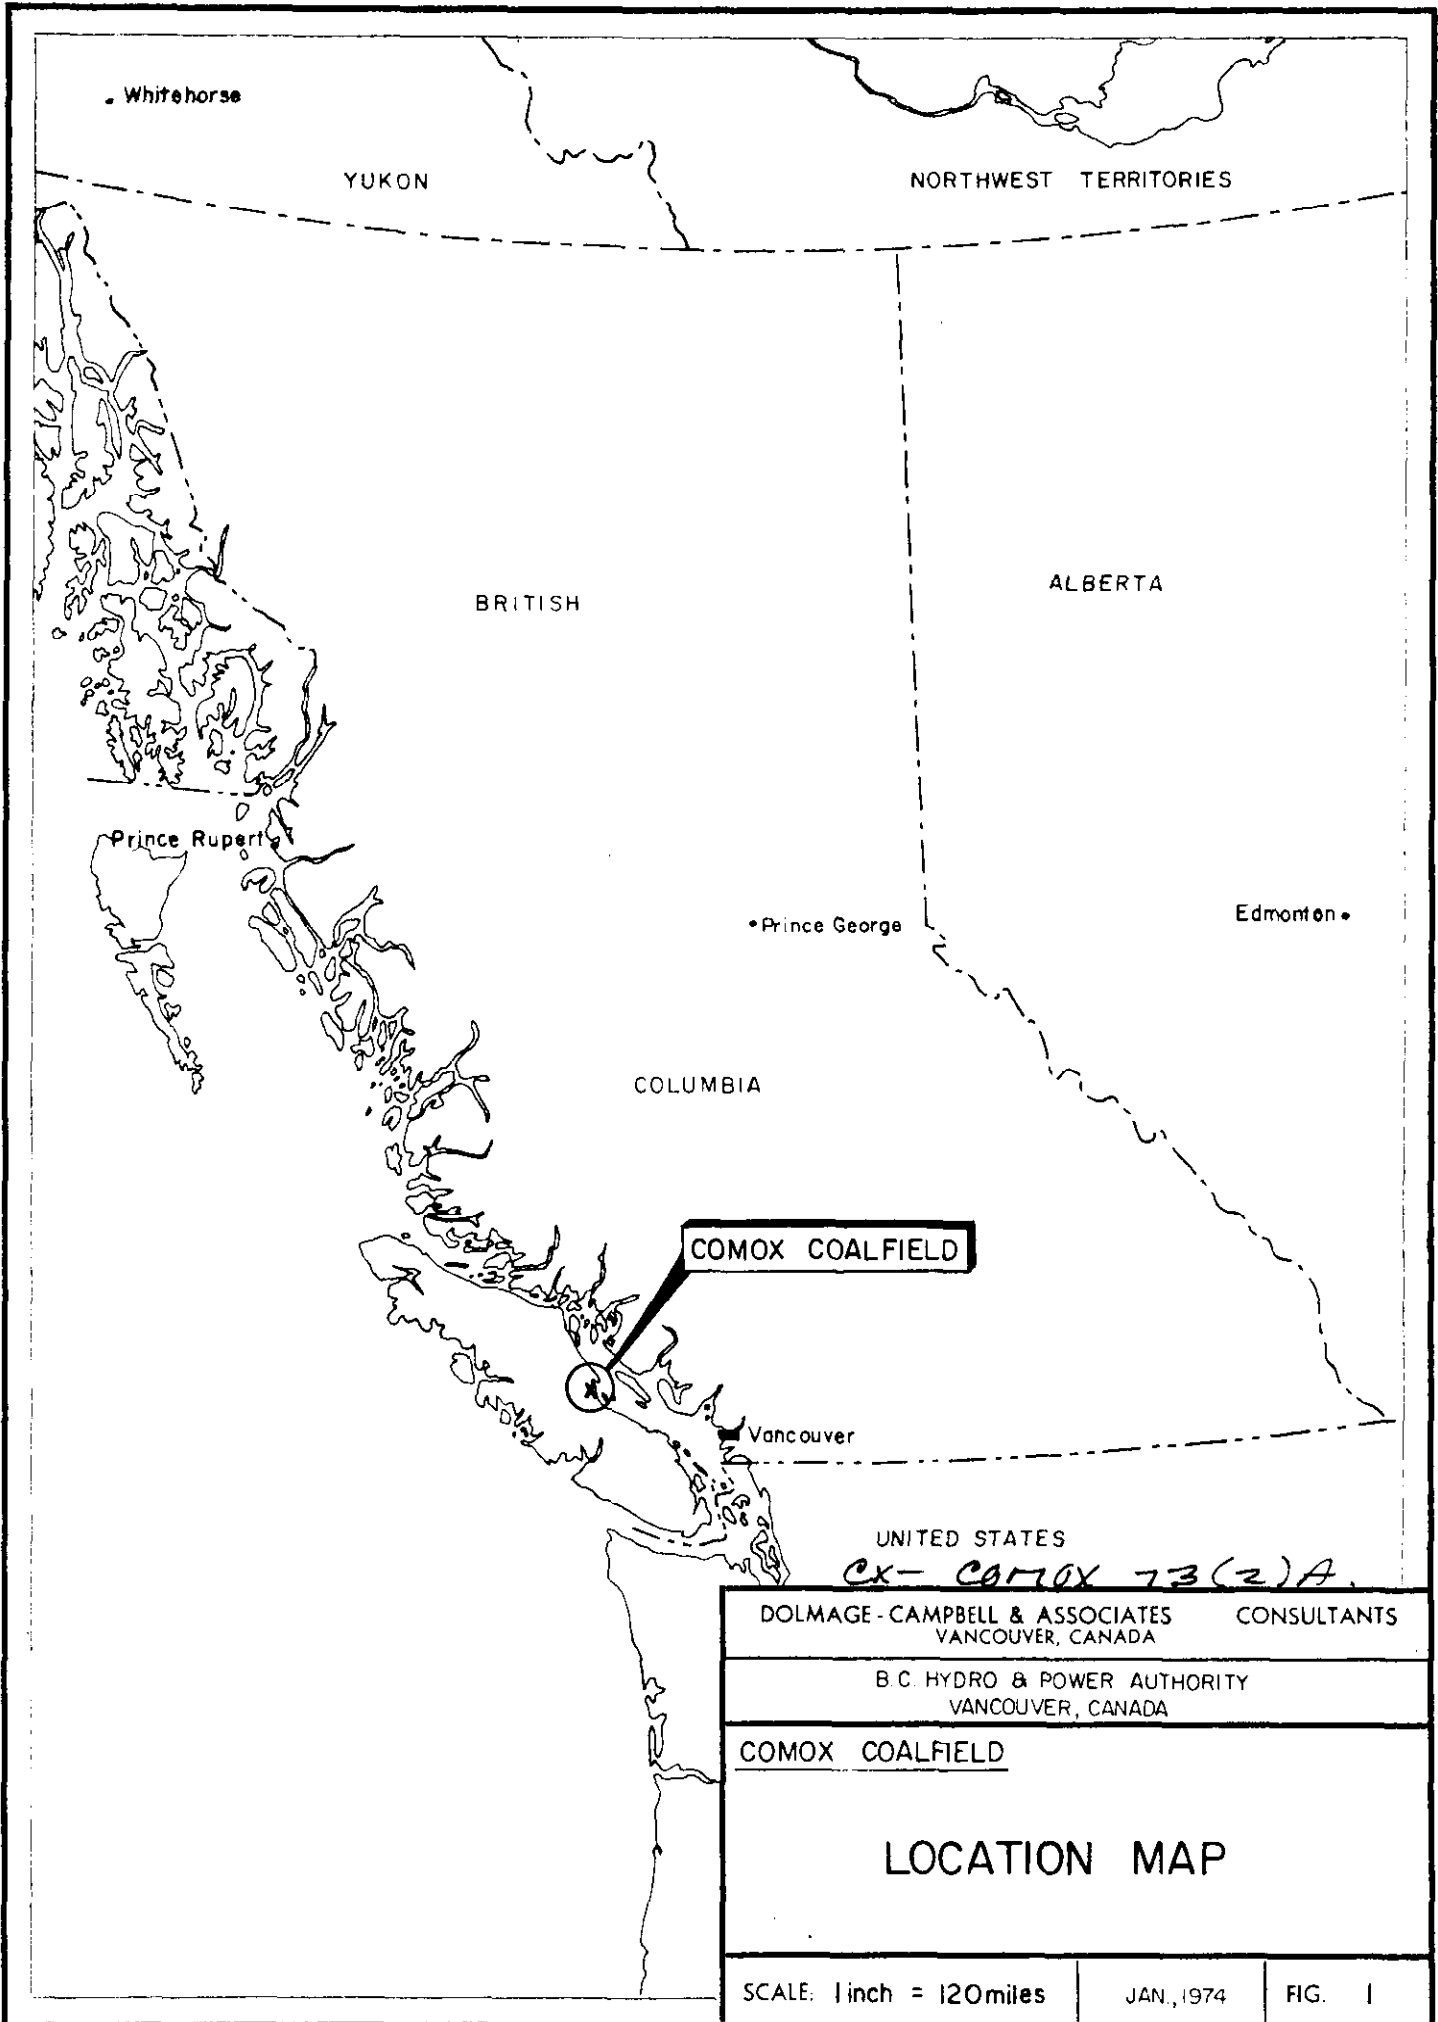 Whitehorse
YUKON
NORTHWEST TERRITORIES
BRITISH
ALBERTA
Prince Rupert
Prince George
Edmonton
COLUMBIA
COMOX COALFIELD
Vancouver
UNITED STATES
CX- COMOX 73(2)A.
DOLMAGE-CAMPBELL & ASSOCIATES CONSULTANTS
VANCOUVER, CANADA
B.C. HYDRO & POWER AUTHORITY
VANCOUVER, CANADA
COMOX COALFIELD
LOCATION MAP
SCALE: 1 inch = 120 miles
JAN., 1974
FIG. 1